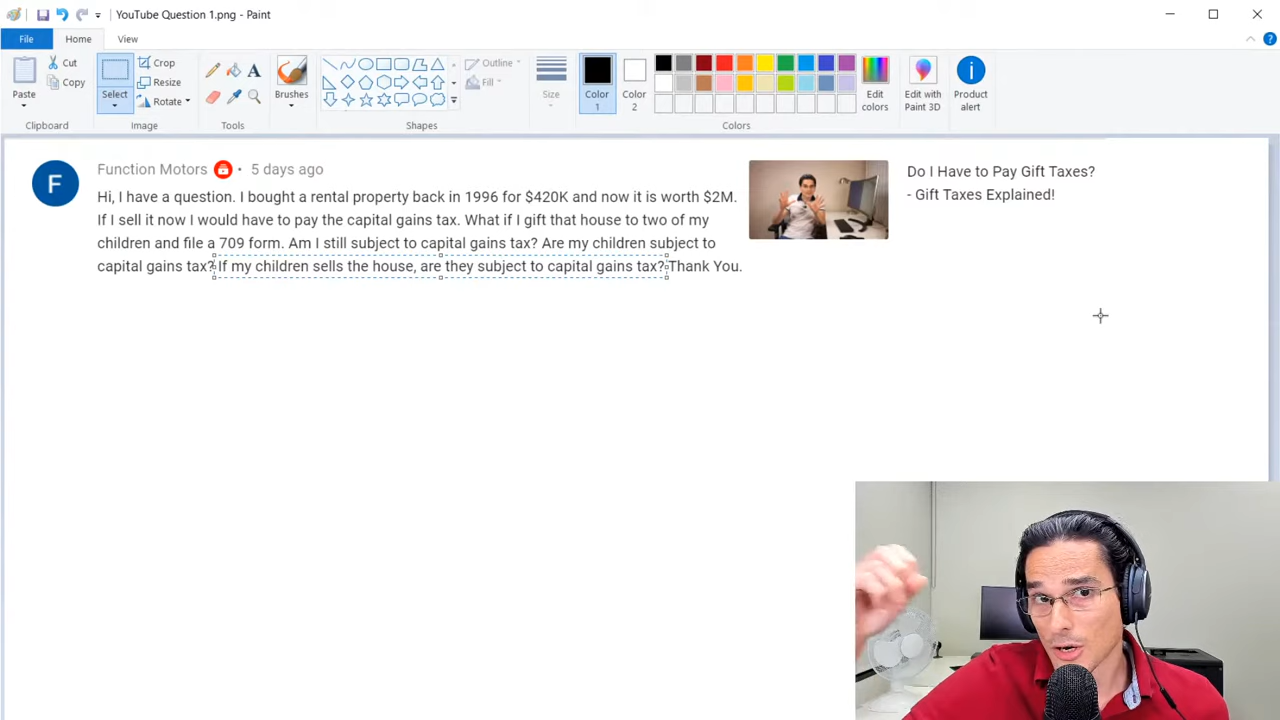 YouTube Question 1.png - Paint
File Home View
Paste
Cut
Copy
Clipboard
Select
Crop
Resize
Rotate
Image
Tools
Brushes
Outline
Fill
Shapes
Size
Color
1
Color
2
Colors
Edit
colors
Edit with
Paint 3D
Product
alert
F
Function Motors • 5 days ago
Hi, I have a question. I bought a rental property back in 1996 for $420K and now it is worth $2M.
If I sell it now I would have to pay the capital gains tax. What if I gift that house to two of my
children and file a 709 form. Am I still subject to capital gains tax? Are my children subject to
capital gains tax? If my children sells the house, are they subject to capital gains tax? Thank You.
Do I Have to Pay Gift Taxes?
- Gift Taxes Explained!